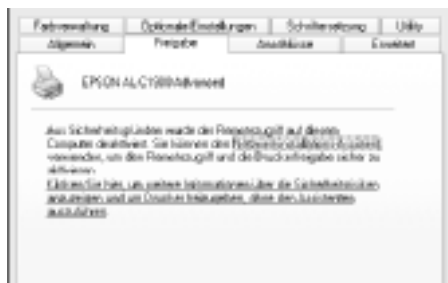 Farbverwaltung Optionale Einstellungen Schriftersetzung Utility
Allgemein Freigabe Anschlüsse Erweitert
EPSON AL-C1900 Advanced
Aus Sicherheitsgründen wurde der Remotezugriff auf diesen
Computer deaktiviert. Sie können den Netzwerkinstallations-Assistent
verwenden, um den Remotezugriff und die Druckerfreigabe sicher zu
aktivieren.
Klicken Sie hier, um weitere Informationen über die Sicherheitsrisiken
anzuzeigen und um Drucker freizugeben, ohne den Assistenten
auszuführen.